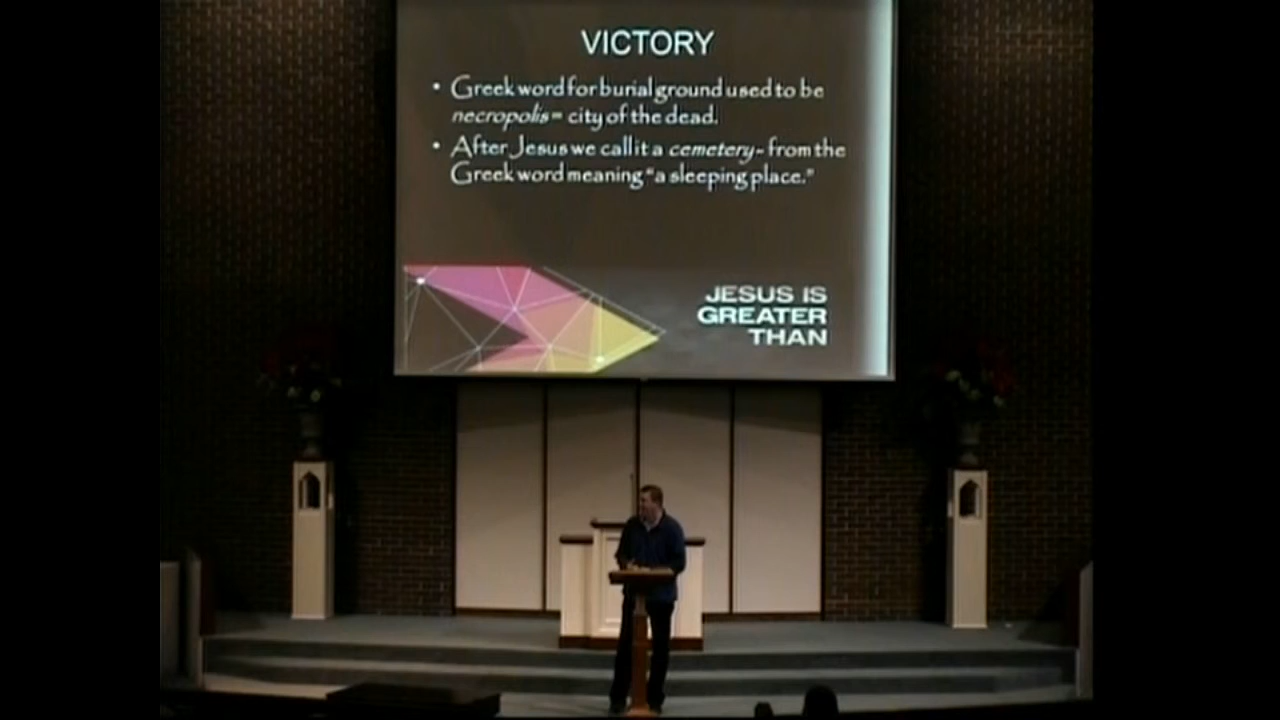 VICTORY
• Greek word for burial ground used to be
necropolis= city of the dead.
• After Jesus we call it a cemetery- from the
Greek word meaning “a sleeping place.”
JESUS IS
GREATER
THAN